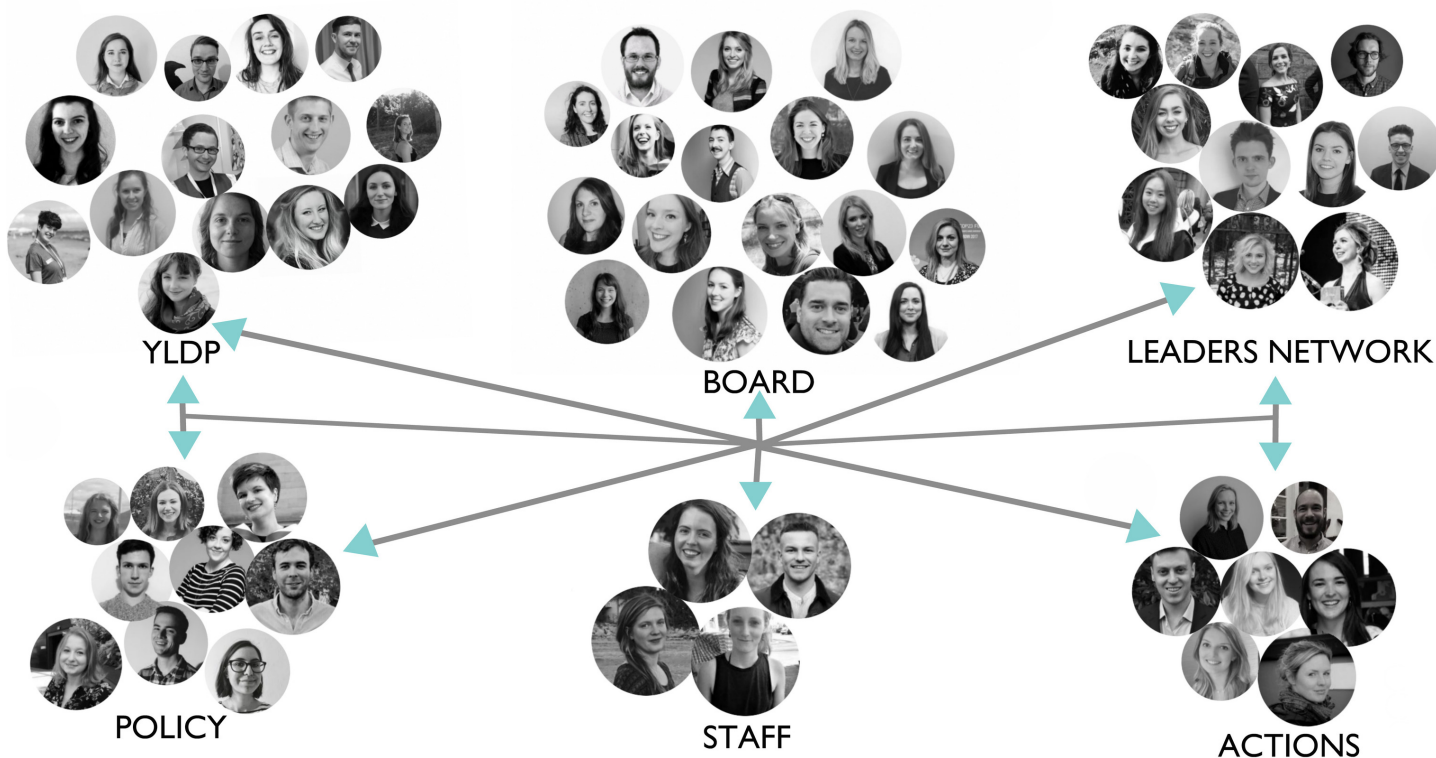 YLDP
BOARD
LEADERS NETWORK
POLICY
STAFF
ACTIONS